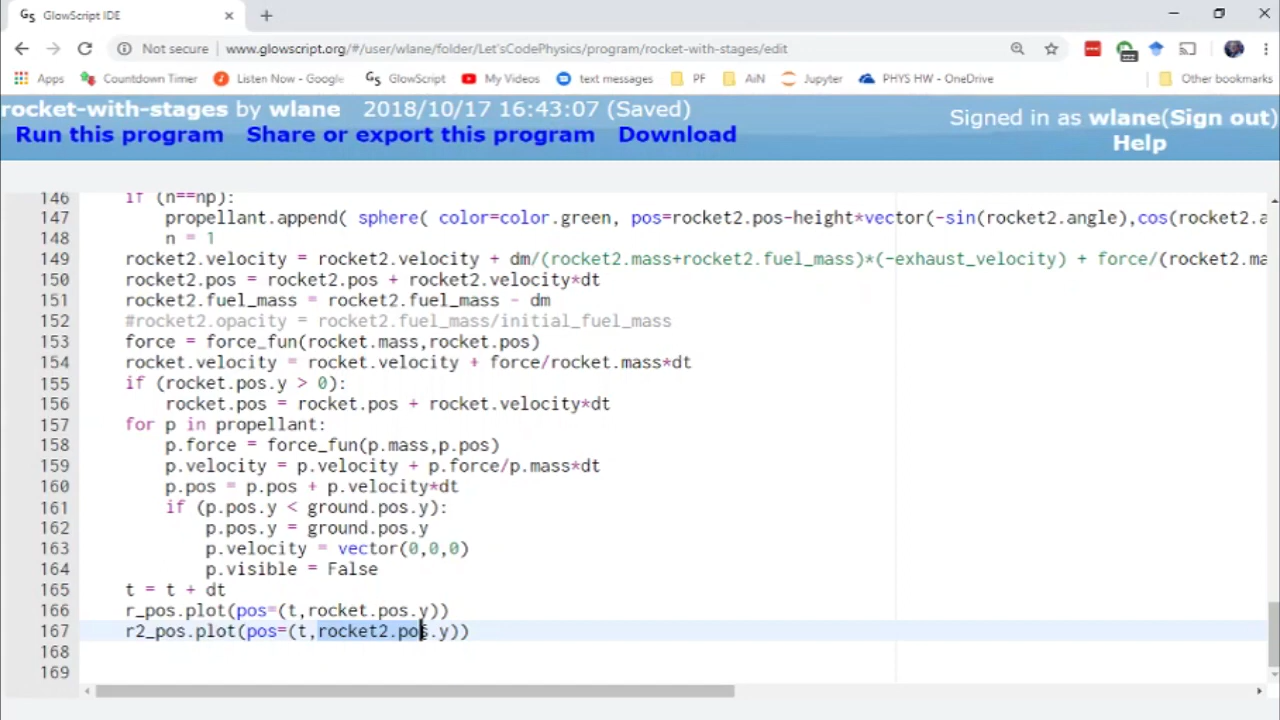 GlowScript IDE
Not secure | www.glowscript.org/#/user/wlane/folder/Let'sCodePhysics/program/rocket-with-stages/edit
Apps Countdown Timer Listen Now - Google GlowScript My Videos text messages PF AiN Jupyter PHYS HW - OneDrive Other bookmarks
rocket-with-stages by wlane 2018/10/17 16:43:07 (Saved) Signed in as wlane(Sign out)
Run this program Share or export this program Download Help
146 if (n==np):
147 propellant.append( sphere( color=color.green, pos=rocket2.pos-height*vector(-sin(rocket2.angle),cos(rocket2.a
148 n = 1
149 rocket2.velocity = rocket2.velocity + dm/(rocket2.mass+rocket2.fuel_mass)*(-exhaust_velocity) + force/(rocket2.ma
150 rocket2.pos = rocket2.pos + rocket2.velocity*dt
151 rocket2.fuel_mass = rocket2.fuel_mass - dm
152 #rocket2.opacity = rocket2.fuel_mass/initial_fuel_mass
153 force = force_fun(rocket.mass,rocket.pos)
154 rocket.velocity = rocket.velocity + force/rocket.mass*dt
155 if (rocket.pos.y > 0):
156 rocket.pos = rocket.pos + rocket.velocity*dt
157 for p in propellant:
158 p.force = force_fun(p.mass,p.pos)
159 p.velocity = p.velocity + p.force/p.mass*dt
160 p.pos = p.pos + p.velocity*dt
161 if (p.pos.y < ground.pos.y):
162 p.pos.y = ground.pos.y
163 p.velocity = vector(0,0,0)
164 p.visible = False
165 t = t + dt
166 r_pos.plot(pos=(t,rocket.pos.y))
167 r2_pos.plot(pos=(t,rocket2.pos.y))
168
169